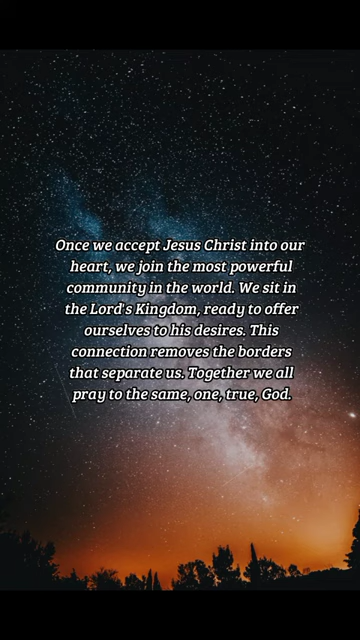 Once we accept Jesus Christ into our
heart, we join the most powerful
community in the world. We sit in
the Lord's Kingdom, ready to offer
ourselves to his desires. This
connection removes the borders
that separate us. Together we all
pray to the same, one, true, God.